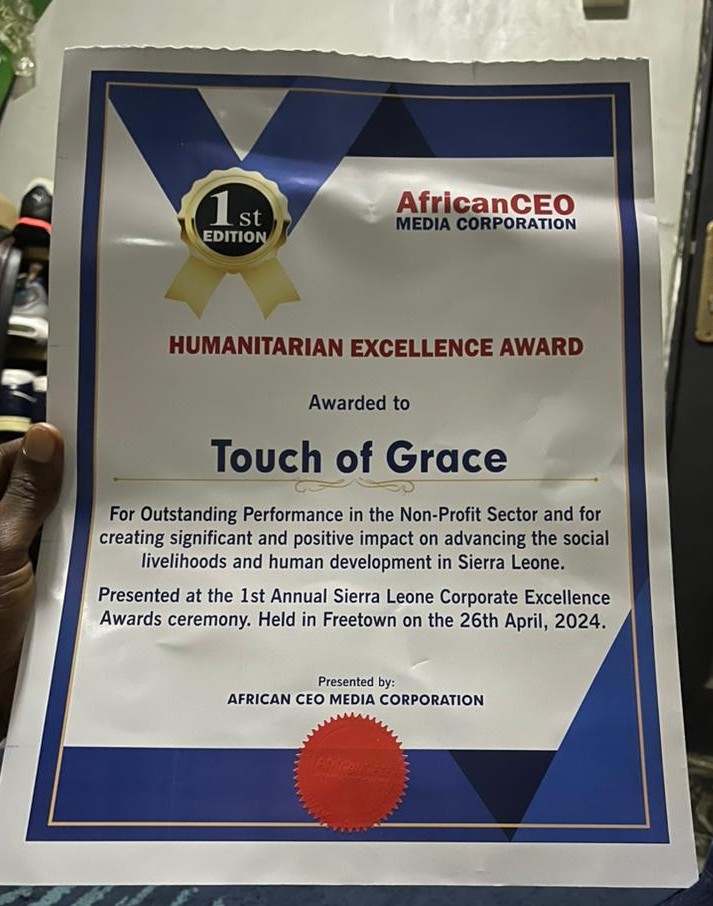 1st
EDITION
AfricanCEO
MEDIA CORPORATION
HUMANITARIAN EXCELLENCE AWARD
Awarded to
Touch of Grace
For Outstanding Performance in the Non-Profit Sector and for
creating significant and positive impact on advancing the social
livelihoods and human development in Sierra Leone.
Presented at the 1st Annual Sierra Leone Corporate Excellence
Awards ceremony. Held in Freetown on the 26th April, 2024.
Presented by:
AFRICAN CEO MEDIA CORPORATION